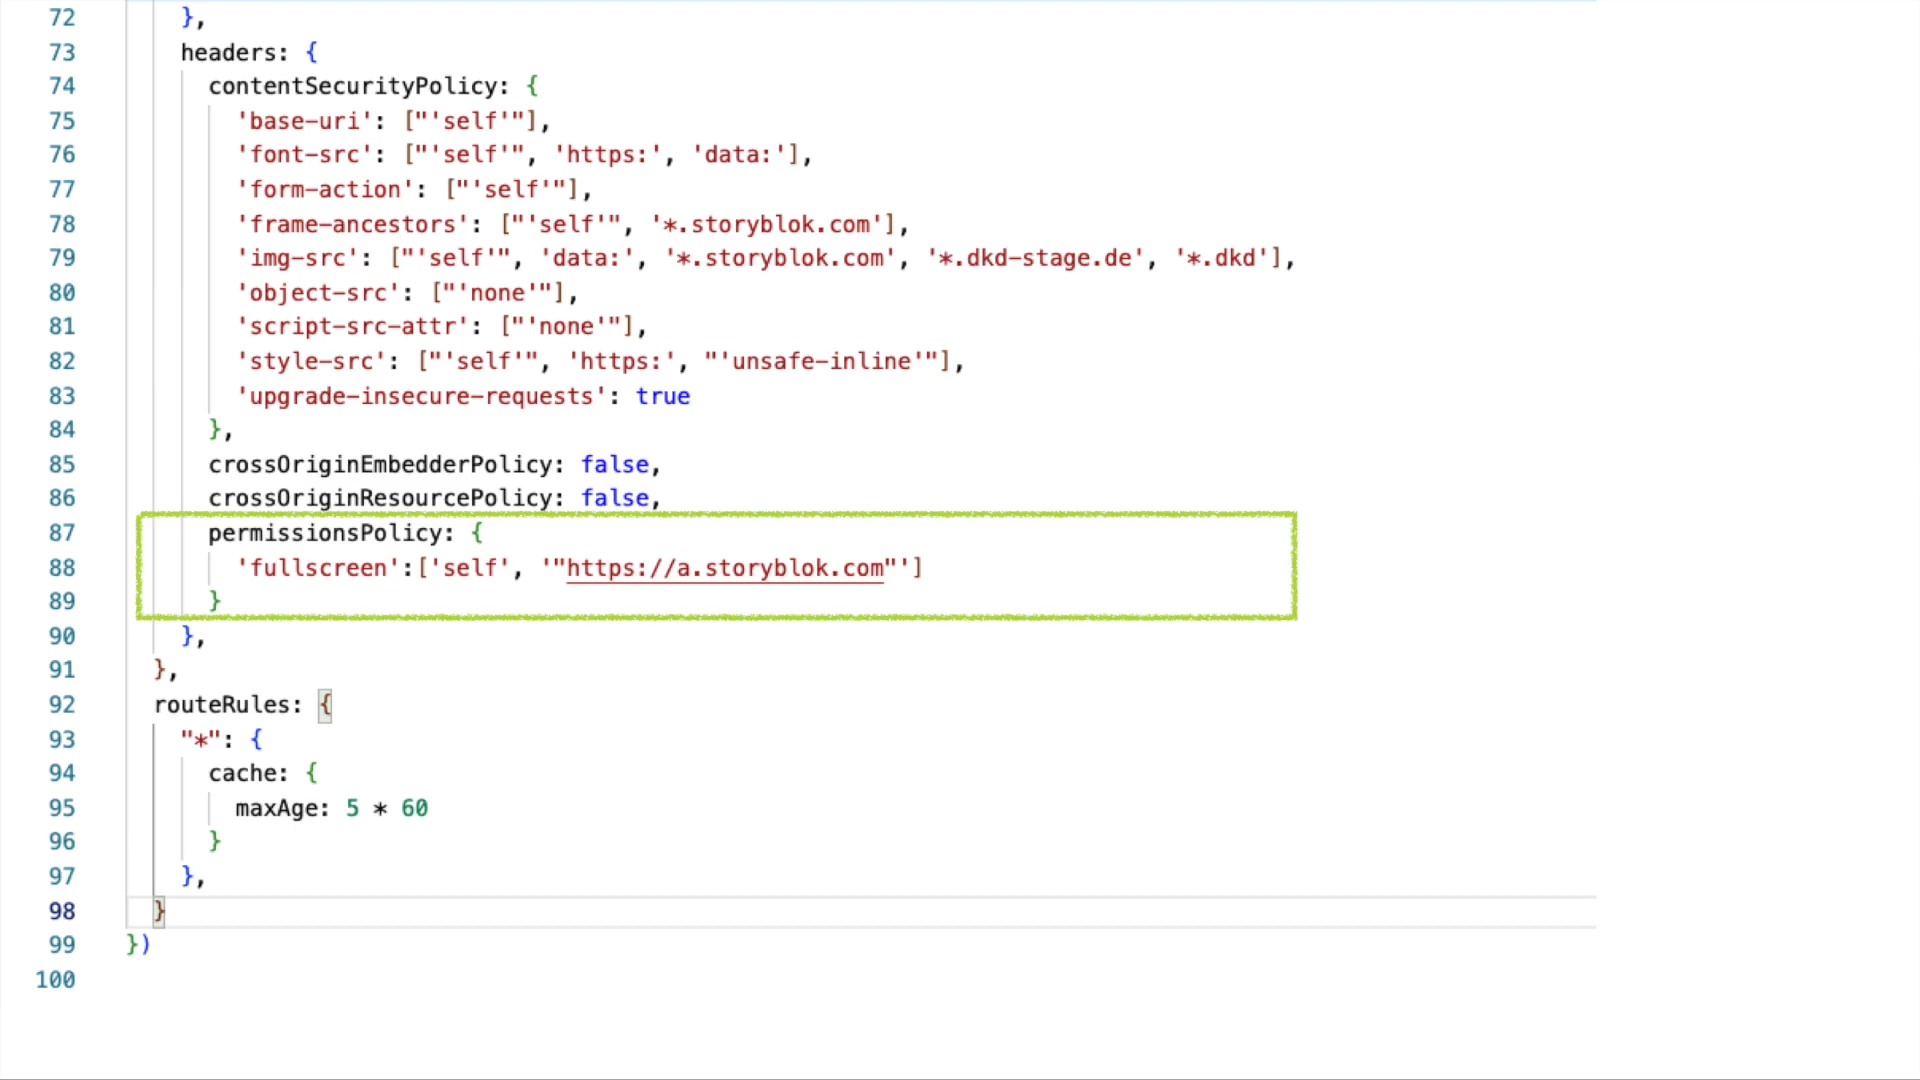 72 },
73 headers: {
74 contentSecurityPolicy: {
75 'base-uri': ["'self'"],
76 'font-src': ["'self'", 'https:', 'data:'],
77 'form-action': ["'self'"],
78 'frame-ancestors': ["'self'", '*.storyblok.com'],
79 'img-src': ["'self'", 'data:', '*.storyblok.com', '*.dkd-stage.de', '*.dkd'],
80 'object-src': ["'none'"],
81 'script-src-attr': ["'none'"],
82 'style-src': ["'self'", 'https:', "'unsafe-inline'"],
83 'upgrade-insecure-requests': true
84 },
85 crossOriginEmbedderPolicy: false,
86 crossOriginResourcePolicy: false,
87 permissionsPolicy: {
88 'fullscreen':['self', '"https://a.storyblok.com"']
89 }
90 },
91 },
92 routeRules: {
93 "*": {
94 cache: {
95 maxAge: 5 * 60
96 }
97 },
98 }
99 })
100